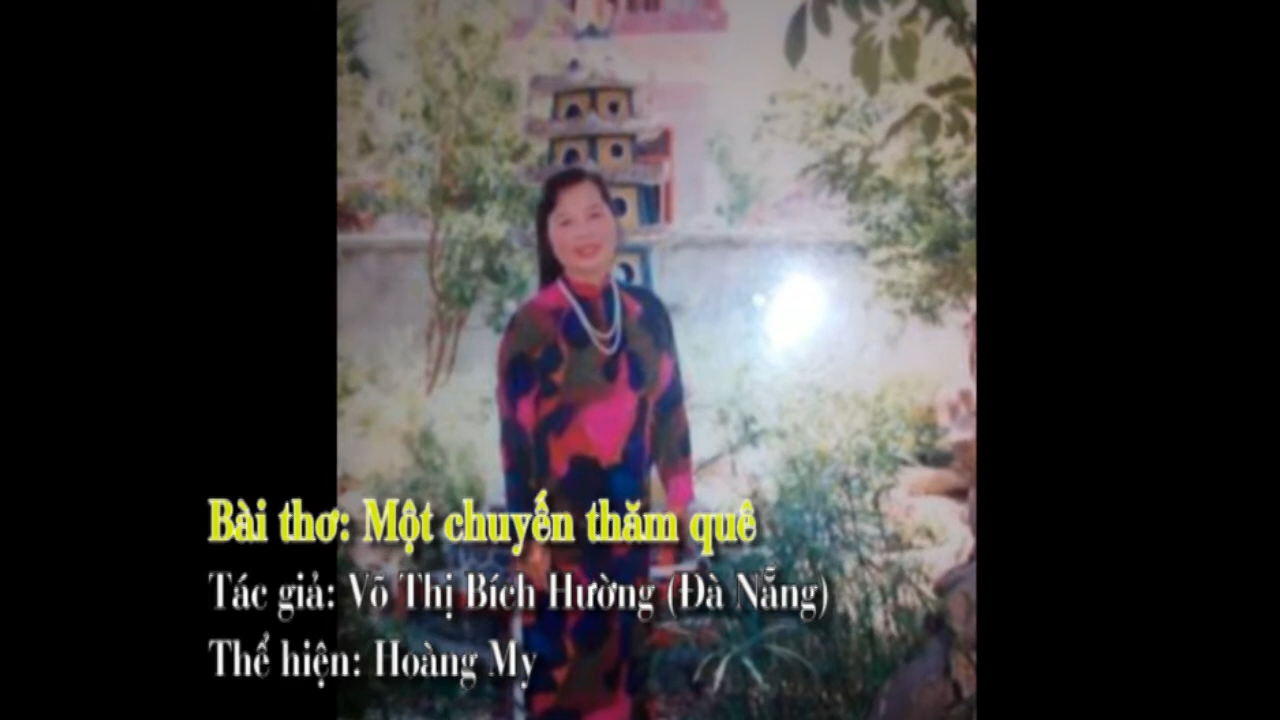 Bài thơ: Một chuyến thăm quê
Tác giả: Võ Thị Bích Hường (Đà Nẵng)
Thể hiện: Hoàng My